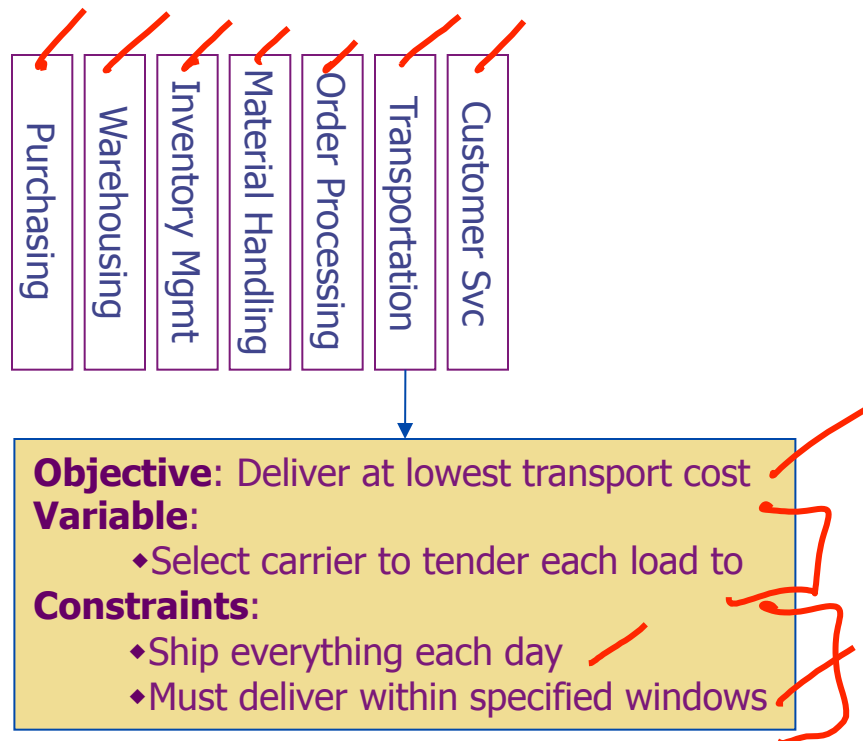 Purchasing
Warehousing
Inventory Mgmt
Material Handling
Order Processing
Transportation
Customer Svc
Objective: Deliver at lowest transport cost
Variable:
◆Select carrier to tender each load to
Constraints:
◆Ship everything each day
◆Must deliver within specified windows